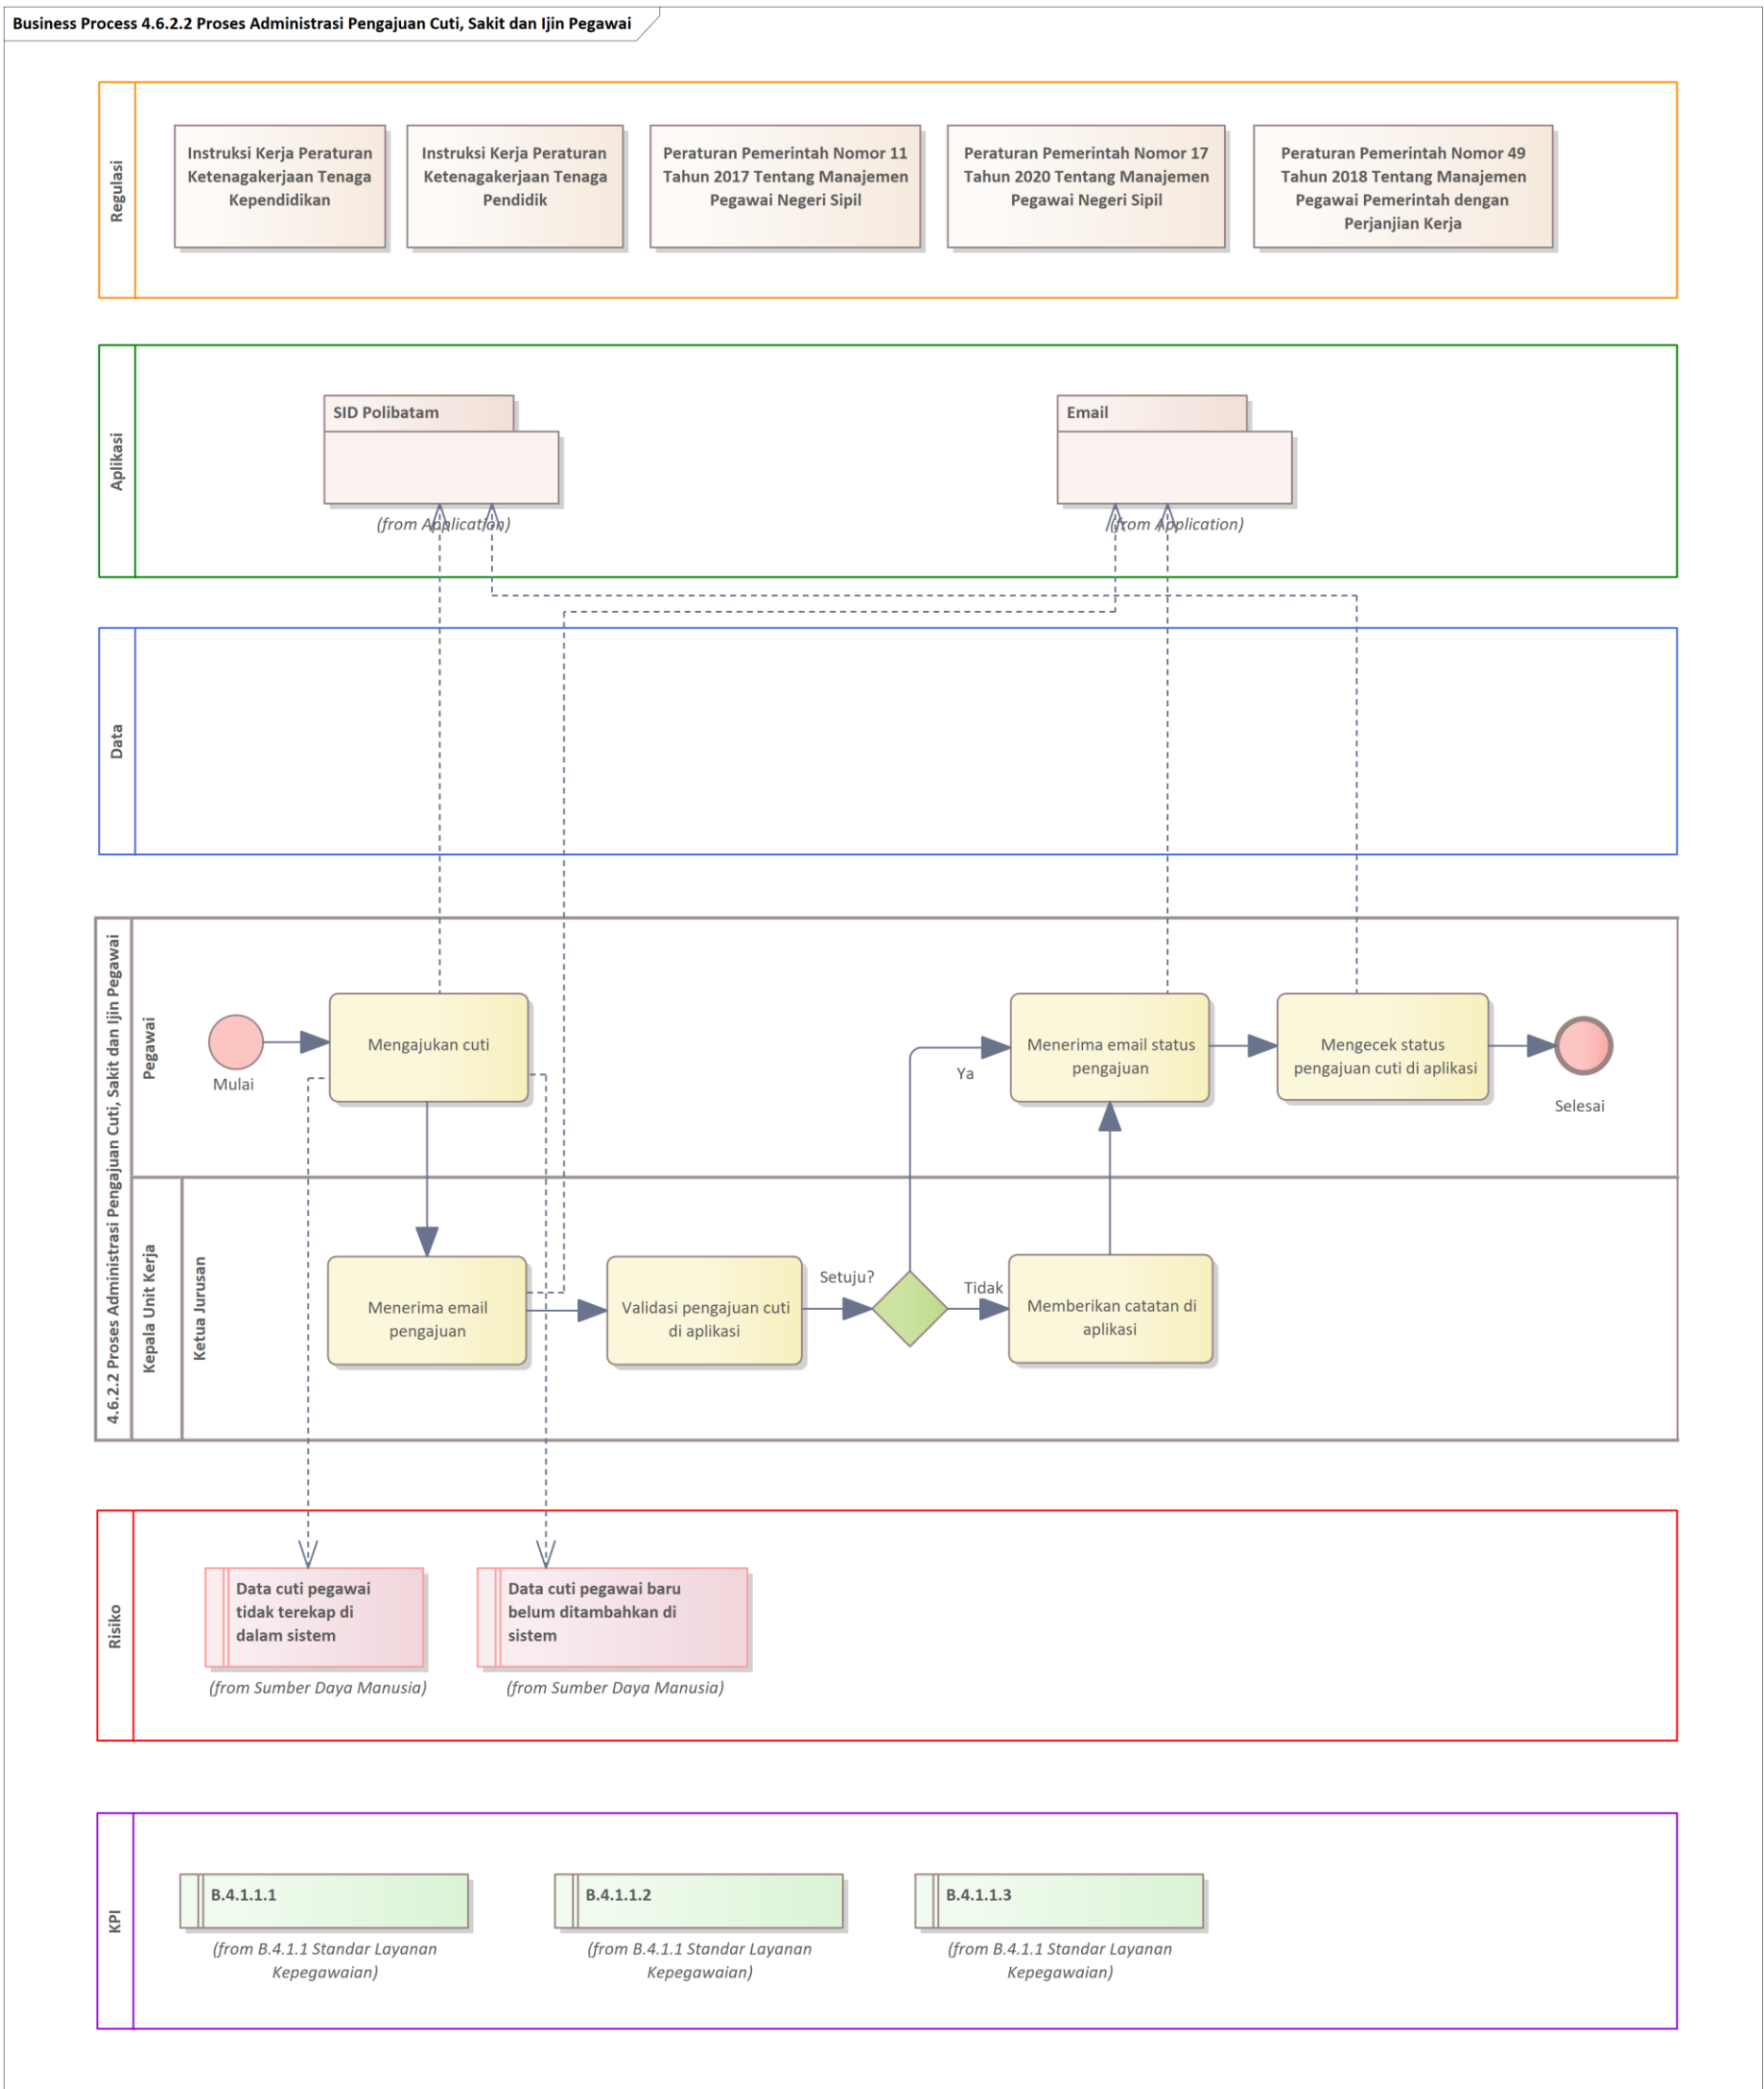 Business Process 4.6.2.2 Proses Administrasi Pengajuan Cuti, Sakit dan Ijin Pegawai
Regulasi
Instruksi Kerja Peraturan
Ketenagakerjaan Tenaga
Kependidikan
Instruksi Kerja Peraturan
Ketenagakerjaan Tenaga
Pendidik
Peraturan Pemerintah Nomor 11
Tahun 2017 Tentang Manajemen
Pegawai Negeri Sipil
Peraturan Pemerintah Nomor 17
Tahun 2020 Tentang Manajemen
Pegawai Negeri Sipil
Peraturan Pemerintah Nomor 49
Tahun 2018 Tentang Manajemen
Pegawai Pemerintah dengan
Perjanjian Kerja
Aplikasi
SID Polibatam
(from Application)
Email
(from Application)
Data
4.6.2.2 Proses Administrasi Pengajuan Cuti, Sakit dan Ijin Pegawai
Pegawai
Mulai
Mengajukan cuti
Ya
Menerima email status
pengajuan
Mengecek status
pengajuan cuti di aplikasi
Selesai
Kepala Unit Kerja
Ketua Jurusan
Menerima email
pengajuan
Validasi pengajuan cuti
di aplikasi
Setuju?
Tidak
Memberikan catatan di
aplikasi
Risiko
Data cuti pegawai
tidak terekap di
dalam sistem
(from Sumber Daya Manusia)
Data cuti pegawai baru
belum ditambahkan di
sistem
(from Sumber Daya Manusia)
KPI
B.4.1.1.1
(from B.4.1.1 Standar Layanan
Kepegawaian)
B.4.1.1.2
(from B.4.1.1 Standar Layanan
Kepegawaian)
B.4.1.1.3
(from B.4.1.1 Standar Layanan
Kepegawaian)